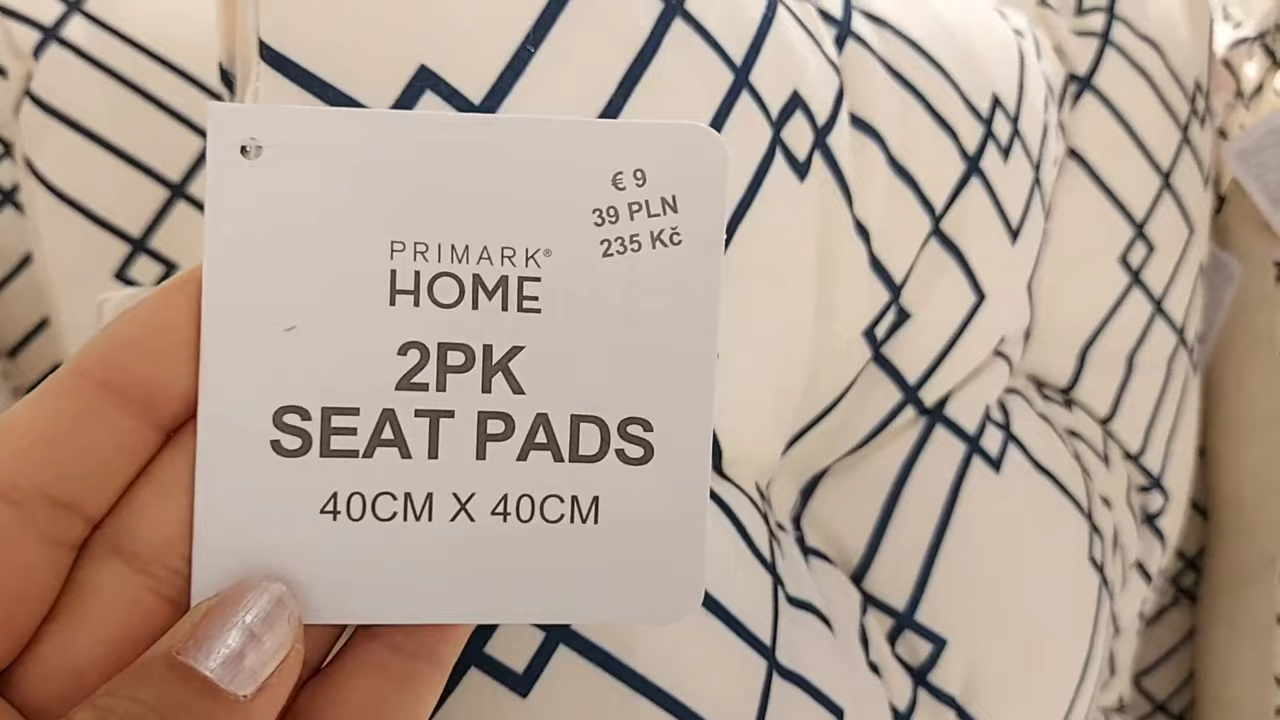 € 9
39 PLN
235 Kč
PRIMARK®
HOME
2PK
SEAT PADS
40CM X 40CM